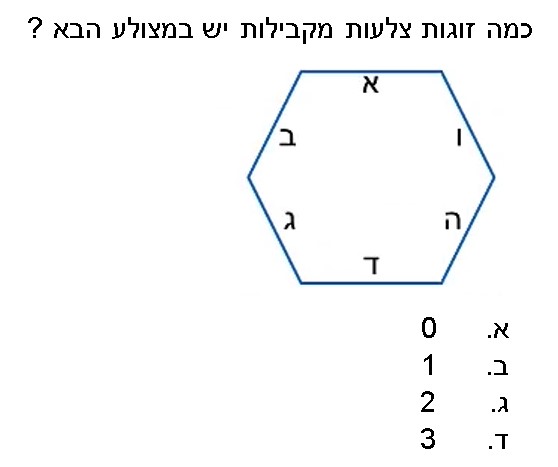 כמה זוגות צלעות מקבילות יש במצולע הבא ?
א
ב
ו
ג
ה
ד
א. 0
ב. 1
ג. 2
ד. 3